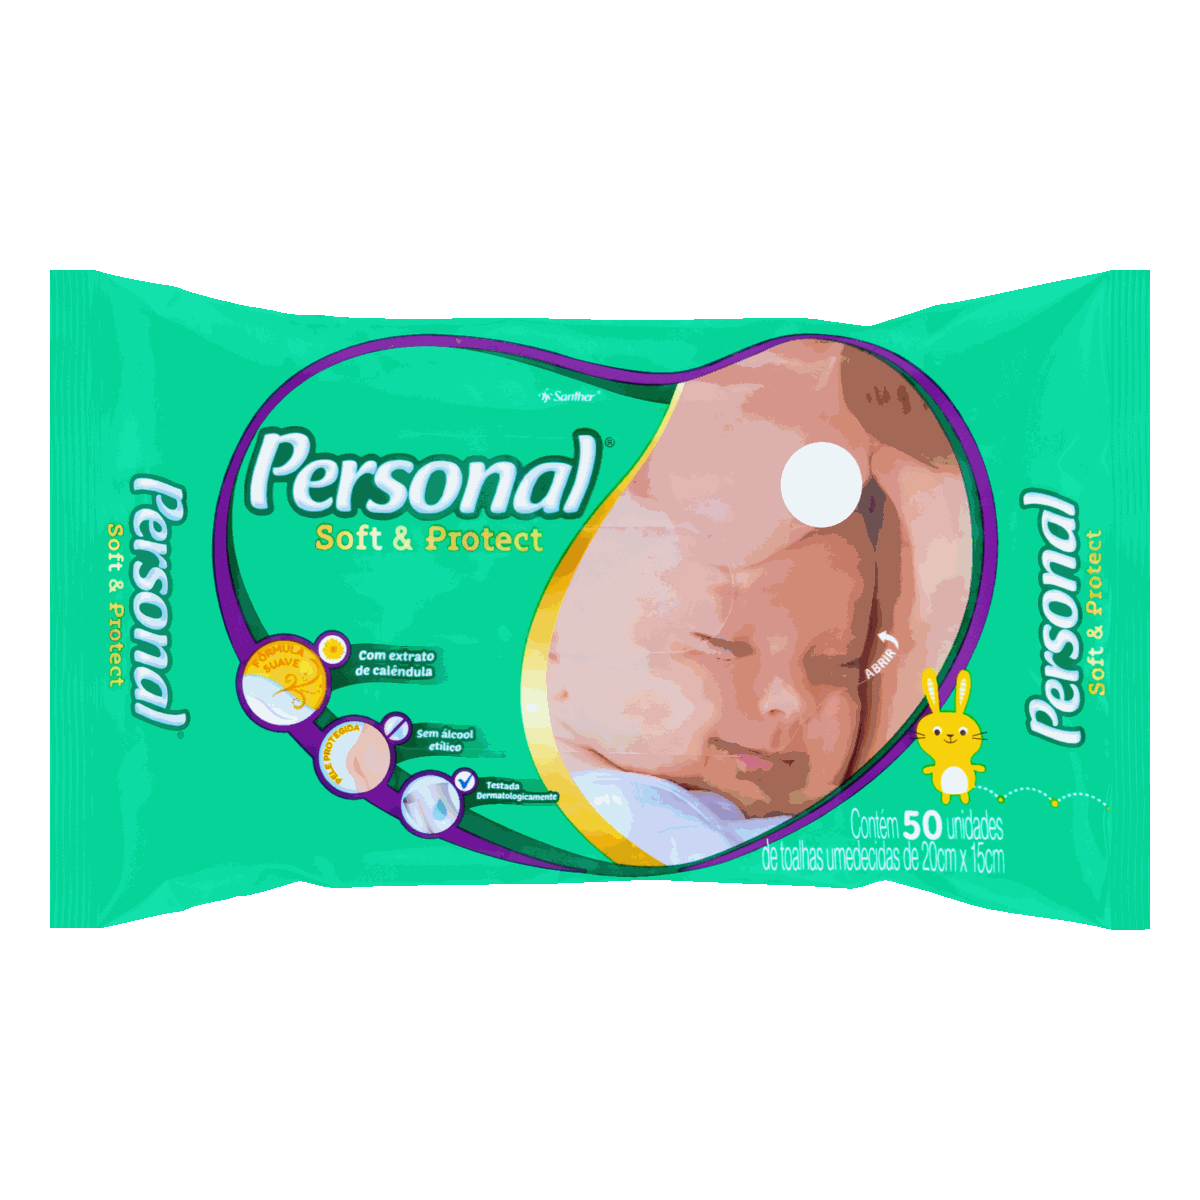 Santher®
Personal®
Soft & Protect
FÓRMULA
SUAVE
Com extrato
de calêndula
PELE PROTEGIDA
Sem álcool
etílico
Testada
Dermatologicamente
ABRIR
Contém 50 unidades
de toalhas umedecidas de 20cm x 15cm
Personal
Soft & Protect
Personal
Soft & Protect